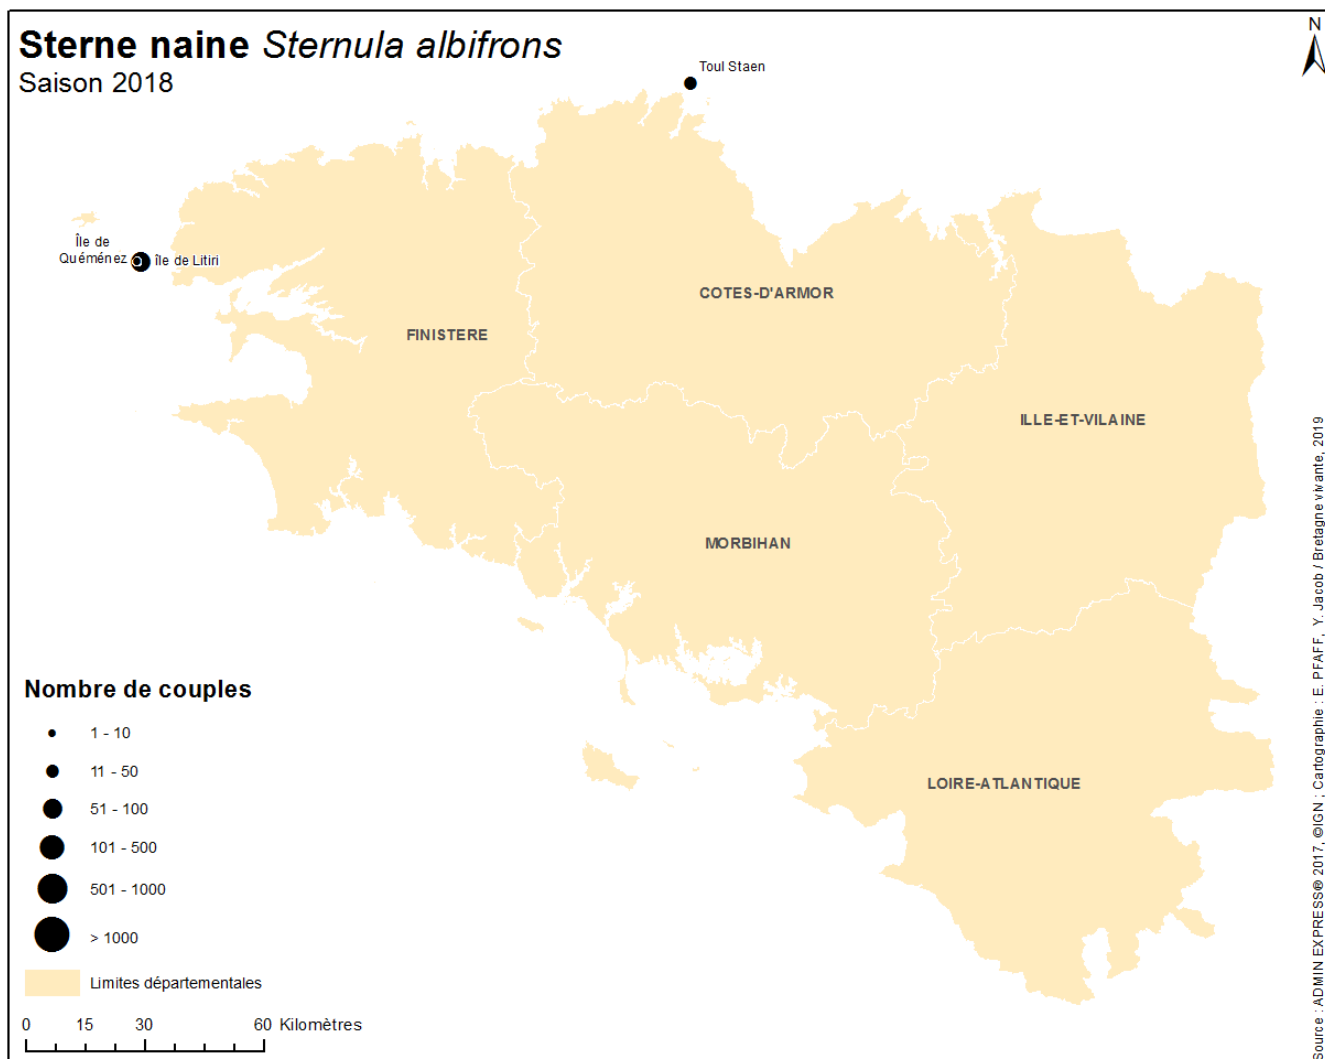 Sterne naine Sternula albifrons
Saison 2018
N
Toul Staen
Île de
Quéménez
île de Litiri
COTES-D'ARMOR
FINISTERE
ILLE-ET-VILAINE
MORBIHAN
LOIRE-ATLANTIQUE
Nombre de couples
1 - 10
11 - 50
51 - 100
101 - 500
501 - 1000
> 1000
Limites départementales
0 15 30 60 Kilomètres
Source : ADMIN EXPRESS® 2017, ©IGN ; Cartographie : E. PFAFF, Y. Jacob / Bretagne vivante, 2019